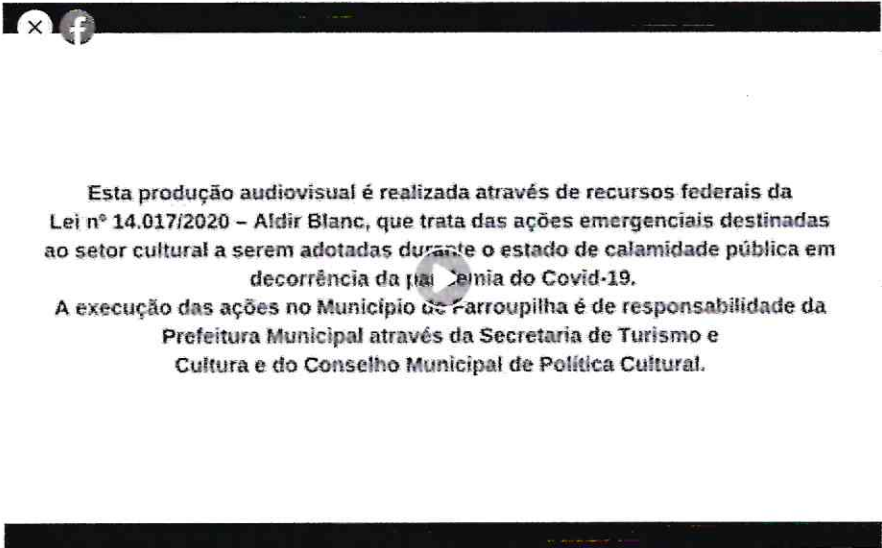 Esta produção audiovisual é realizada através de recursos federais da
Lei nº 14.017/2020 – Aldir Blanc, que trata das ações emergenciais destinadas
ao setor cultural a serem adotadas durante o estado de calamidade pública em
decorrência da pandemia do Covid-19.
A execução das ações no Município de Farroupilha é de responsabilidade da
Prefeitura Municipal através da Secretaria de Turismo e
Cultura e do Conselho Municipal de Política Cultural.